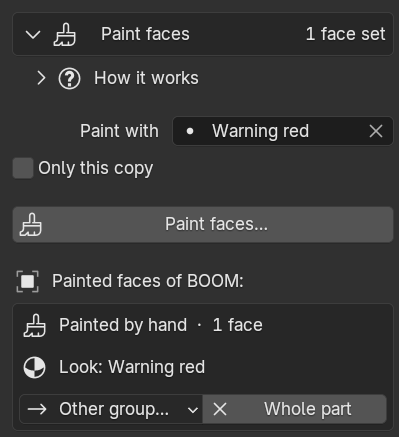 Paint faces 1 face set
How it works
Paint with Warning red
Only this copy
Paint faces...
Painted faces of BOOM:
Painted by hand · 1 face
Look: Warning red
Other group... Whole part